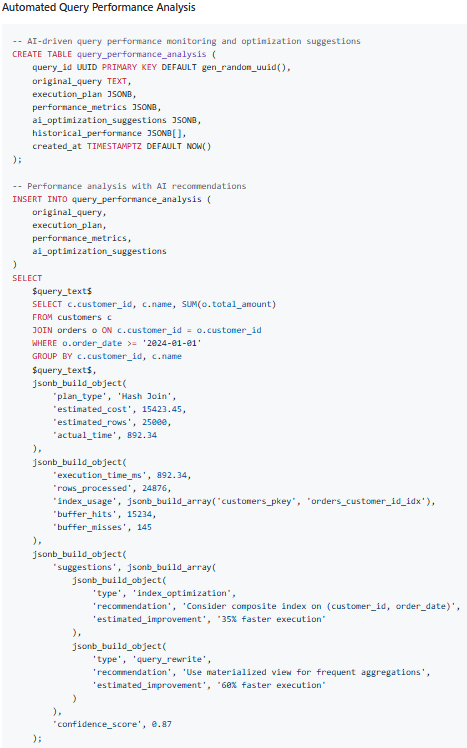 Automated Query Performance Analysis
-- AI-driven query performance monitoring and optimization suggestions
CREATE TABLE query_performance_analysis (
    query_id UUID PRIMARY KEY DEFAULT gen_random_uuid(),
    original_query TEXT,
    execution_plan JSONB,
    performance_metrics JSONB,
    ai_optimization_suggestions JSONB,
    historical_performance JSONB[],
    created_at TIMESTAMPTZ DEFAULT NOW()
);
-- Performance analysis with AI recommendations
INSERT INTO query_performance_analysis (
    original_query,
    execution_plan,
    performance_metrics,
    ai_optimization_suggestions
)
SELECT
    $query_text$
    SELECT c.customer_id, c.name, SUM(o.total_amount)
    FROM customers c
    JOIN orders o ON c.customer_id = o.customer_id
    WHERE o.order_date >= '2024-01-01'
    GROUP BY c.customer_id, c.name
    $query_text$,
    jsonb_build_object(
        'plan_type', 'Hash Join',
        'estimated_cost', 15423.45,
        'estimated_rows', 25000,
        'actual_time', 892.34
    ),
    jsonb_build_object(
        'execution_time_ms', 892.34,
        'rows_processed', 24876,
        'index_usage', jsonb_build_array('customers_pkey', 'orders_customer_id_idx'),
        'buffer_hits', 15234,
        'buffer_misses', 145
    ),
    jsonb_build_object(
        'suggestions', jsonb_build_array(
            jsonb_build_object(
                'type', 'index_optimization',
                'recommendation', 'Consider composite index on (customer_id, order_date)',
                'estimated_improvement', '35% faster execution'
            ),
            jsonb_build_object(
                'type', 'query_rewrite',
                'recommendation', 'Use materialized view for frequent aggregations',
                'estimated_improvement', '60% faster execution'
            )
        ),
        'confidence_score', 0.87
    );